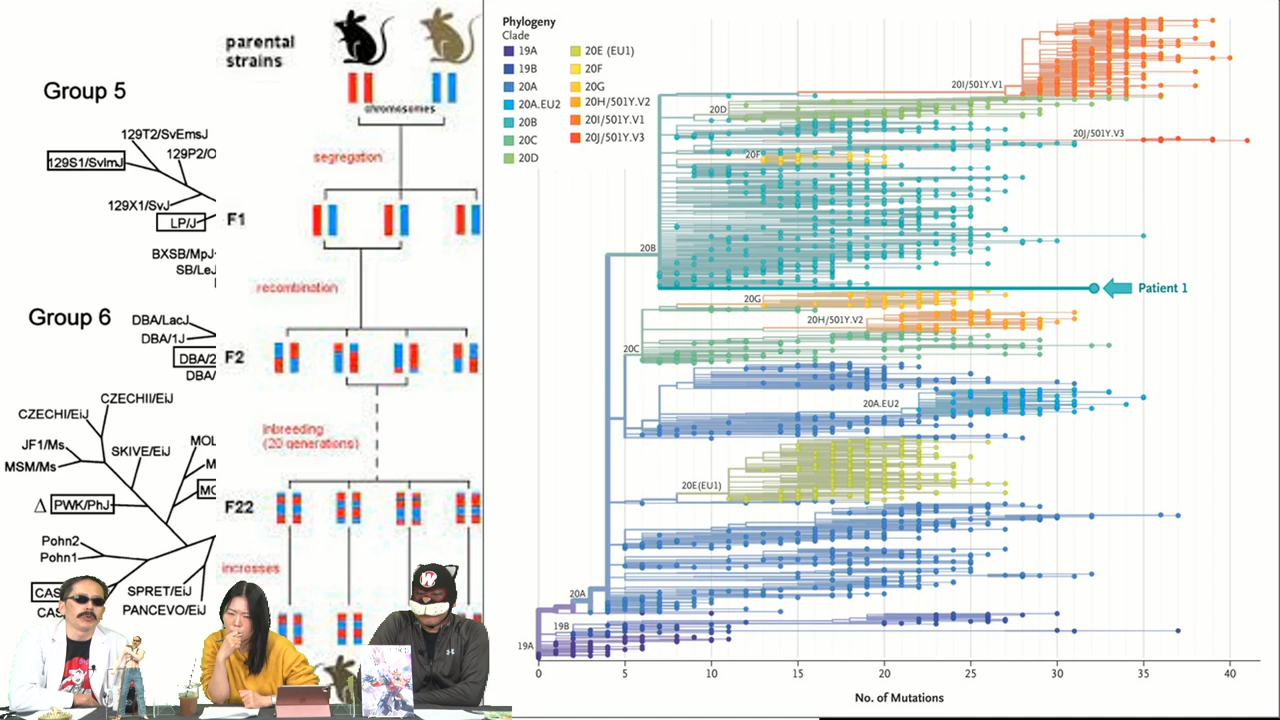 Group 5
129T2/SvEmsJ
129S1/SvImJ
129P2/O
129X1/SvJ
LP/J
BXSB/MpJ
SB/LeJ
Group 6
DBA/LacJ
DBA/1J
DBA/2
DBA/
CZECHII/EiJ
CZECHI/EiJ
JF1/Ms
MSM/Ms
SKIVE/EiJ
MOL
M
MO
Δ PWK/PhJ
Pohn2
Pohn1
CAS
CAS
SPRET/EiJ
PANCEVO/EiJ
parental
strains
chromosomes
segregation
F1
recombination
F2
inbreeding
(20 generations)
F22
incrosses
W
Phylogeny
Clade
19A
19B
20A
20A.EU2
20B
20C
20D
20E (EU1)
20F
20G
20H/501Y.V2
20I/501Y.V1
20J/501Y.V3
20I/501Y.V1
20D
20J/501Y.V3
20F
20B
Patient 1
20G
20H/501Y.V2
20C
20A.EU2
20E(EU1)
20A
19B
19A
0 5 10 15 20 25 30 35 40
No. of Mutations